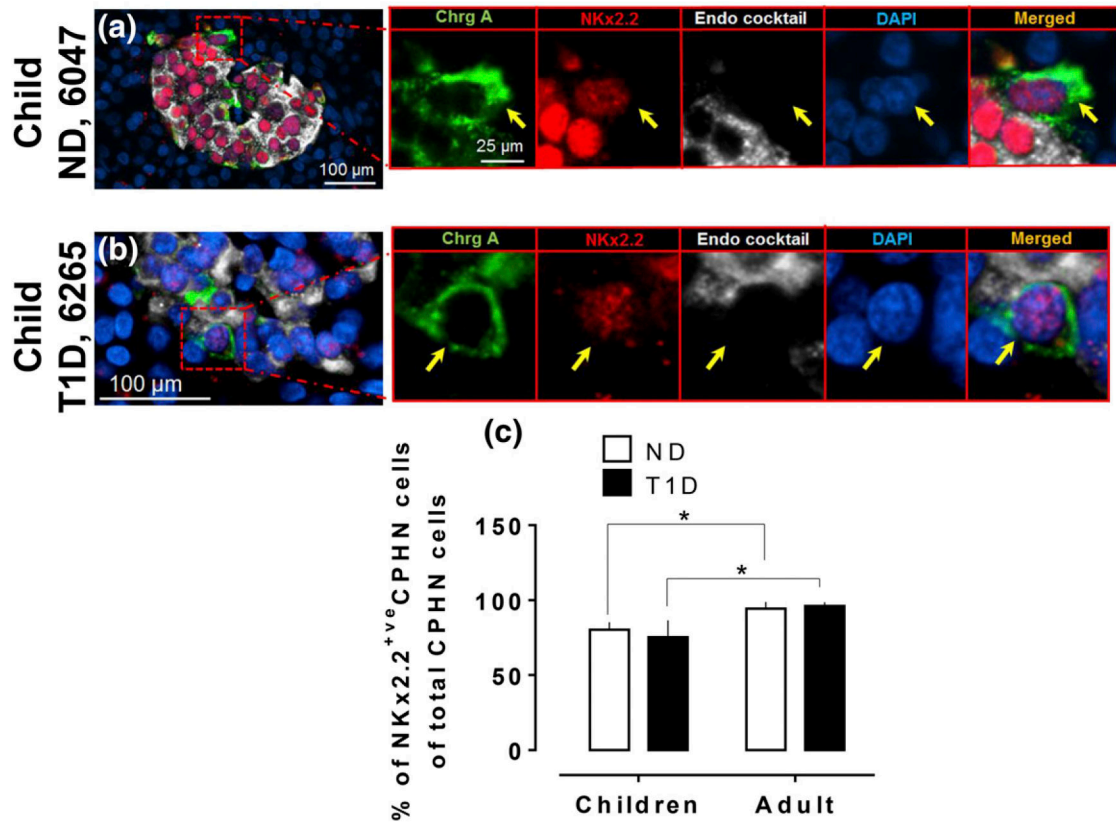 Child
ND, 6047
(a)
100 µm
Chrg A
NKx2.2
Endo cocktail
DAPI
Merged
25 µm
Child
T1D, 6265
(b)
100 µm
Chrg A
NKx2.2
Endo cocktail
DAPI
Merged
(c)
ND
T1D
% of NKx2.2+ve CPHN cells
of total CPHN cells
150
100
50
0
*
*
Children
Adult